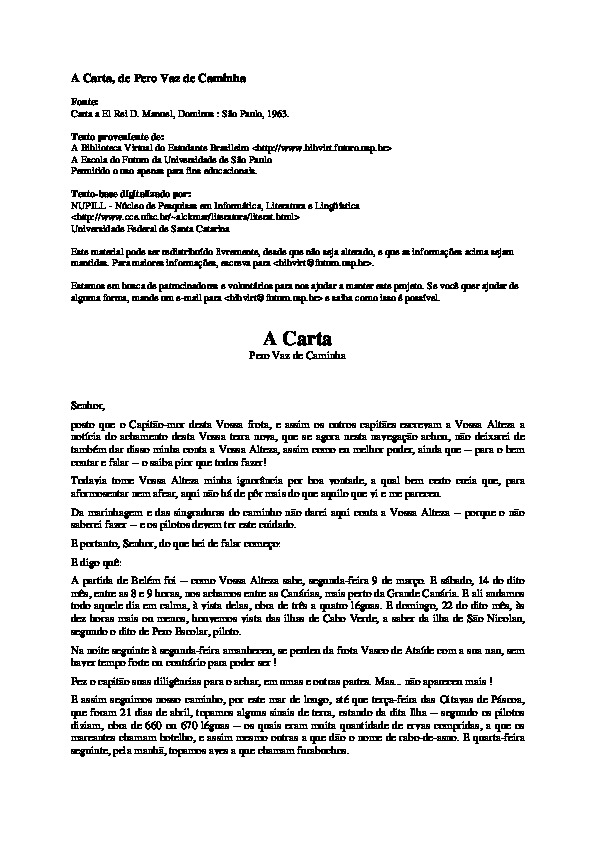 A Carta, de Pero Vaz de Caminha
Fonte:
Carta a El Rei D. Manuel, Dominus : São Paulo, 1963.
Texto proveniente de:
A Biblioteca Virtual do Estudante Brasileiro <http://www.bibvirt.futuro.usp.br>
A Escola do Futuro da Universidade de São Paulo
Permitido o uso apenas para fins educacionais.
Texto-base digitalizado por:
NUPILL - Núcleo de Pesquisas em Informática, Literatura e Lingüística
<http://www.cce.ufsc.br/~alckmar/literatura/literat.html>
Universidade Federal de Santa Catarina
Este material pode ser redistribuído livremente, desde que não seja alterado, e que as informações acima sejam
mantidas. Para maiores informações, escreva para <bibvirt@futuro.usp.br>.
Estamos em busca de patrocinadores e voluntários para nos ajudar a manter este projeto. Se você quer ajudar de
alguma forma, mande um e-mail para <bibvirt@futuro.usp.br> e saiba como isso é possível.
A Carta
Pero Vaz de Caminha
Senhor,
posto que o Capitão-mor desta Vossa frota, e assim os outros capitães escrevam a Vossa Alteza a
notícia do achamento desta Vossa terra nova, que se agora nesta navegação achou, não deixarei de
também dar disso minha conta a Vossa Alteza, assim como eu melhor puder, ainda que -- para o bem
contar e falar -- o saiba pior que todos fazer!
Todavia tome Vossa Alteza minha ignorância por boa vontade, a qual bem certo creia que, para
aformosentar nem afear, aqui não há de pôr mais do que aquilo que vi e me pareceu.
Da marinhagem e das singraduras do caminho não darei aqui conta a Vossa Alteza -- porque o não
saberei fazer -- e os pilotos devem ter este cuidado.
E portanto, Senhor, do que hei de falar começo:
E digo quê:
A partida de Belém foi -- como Vossa Alteza sabe, segunda-feira 9 de março. E sábado, 14 do dito
mês, entre as 8 e 9 horas, nos achamos entre as Canárias, mais perto da Grande Canária. E ali andamos
todo aquele dia em calma, à vista delas, obra de três a quatro léguas. E domingo, 22 do dito mês, às
dez horas mais ou menos, houvemos vista das ilhas de Cabo Verde, a saber da ilha de São Nicolau,
segundo o dito de Pero Escolar, piloto.
Na noite seguinte à segunda-feira amanheceu, se perdeu da frota Vasco de Ataíde com a sua nau, sem
haver tempo forte ou contrário para poder ser !
Fez o capitão suas diligências para o achar, em umas e outras partes. Mas... não apareceu mais !
E assim seguimos nosso caminho, por este mar de longo, até que terça-feira das Oitavas de Páscoa,
que foram 21 dias de abril, topamos alguns sinais de terra, estando da dita Ilha -- segundo os pilotos
diziam, obra de 660 ou 670 léguas -- os quais eram muita quantidade de ervas compridas, a que os
mareantes chamam botelho, e assim mesmo outras a que dão o nome de rabo-de-asno. E quarta-feira
seguinte, pela manhã, topamos aves a que chamam furabuchos.